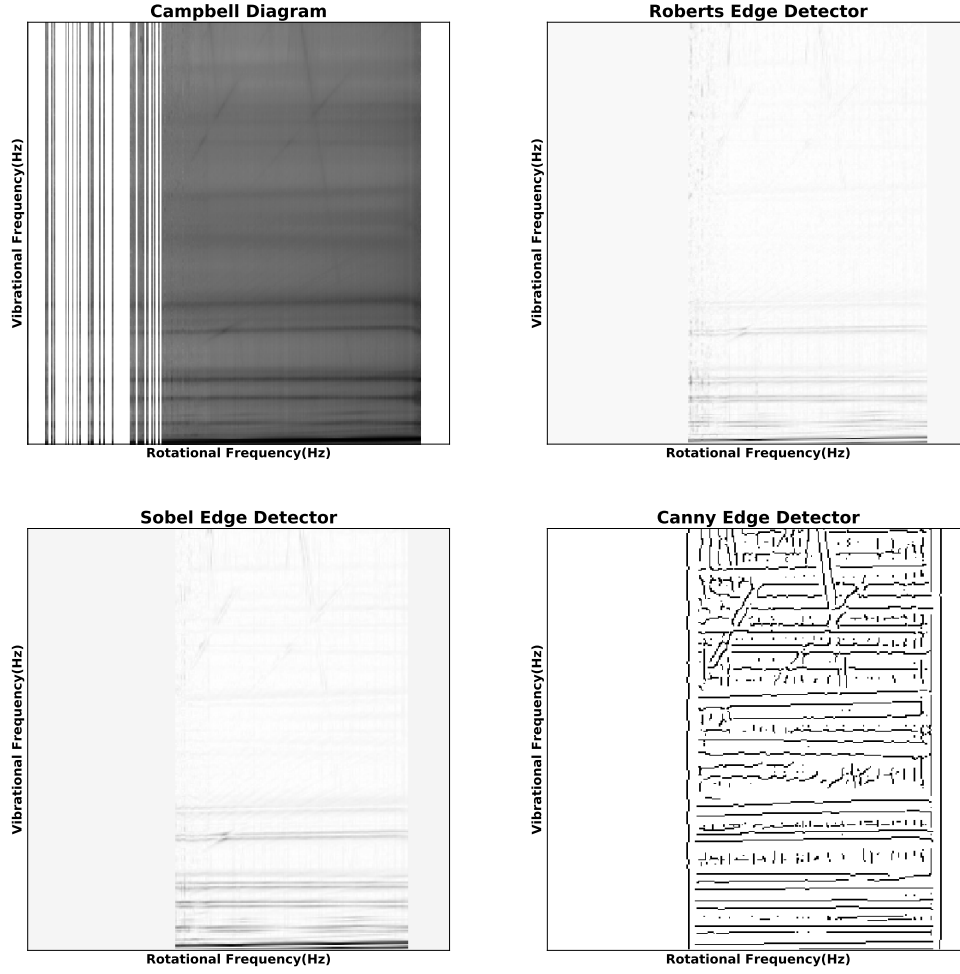 Campbell Diagram
Vibrational Frequency(Hz)
Rotational Frequency(Hz)
Roberts Edge Detector
Vibrational Frequency(Hz)
Rotational Frequency(Hz)
Sobel Edge Detector
Vibrational Frequency(Hz)
Rotational Frequency(Hz)
Canny Edge Detector
Vibrational Frequency(Hz)
Rotational Frequency(Hz)